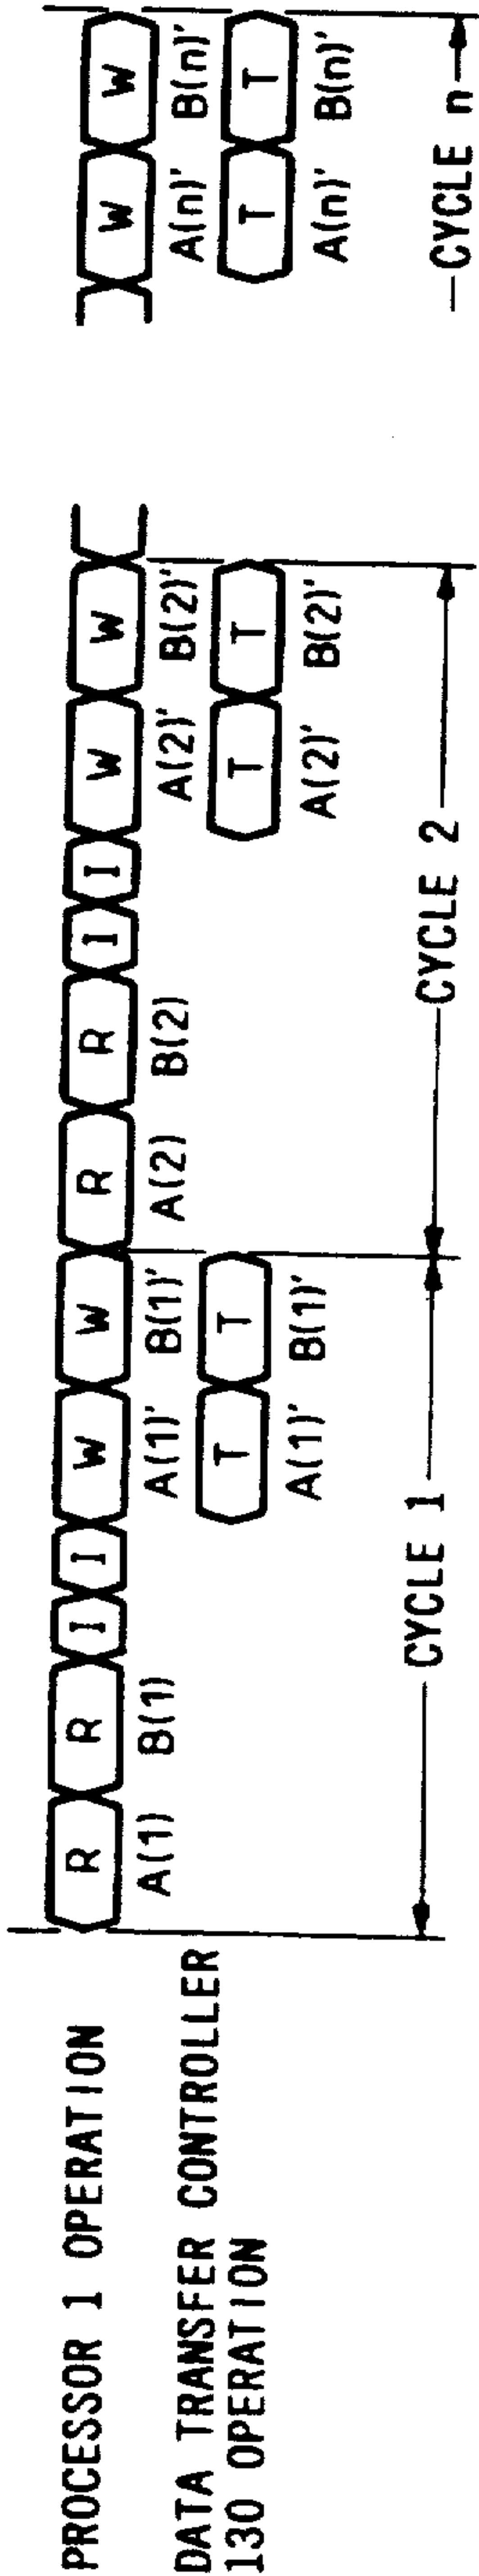 PROCESSOR 1 OPERATION
R R I I W W R R I I W W W W
A(1) B(1) A(1)' B(1)' A(2) B(2) A(2)' B(2)' A(n)' B(n)'
DATA TRANSFER CONTROLLER
130 OPERATION
T T T T T T
A(1)' B(1)' A(2)' B(2)' A(n)' B(n)'
CYCLE 1 CYCLE 2 CYCLE n